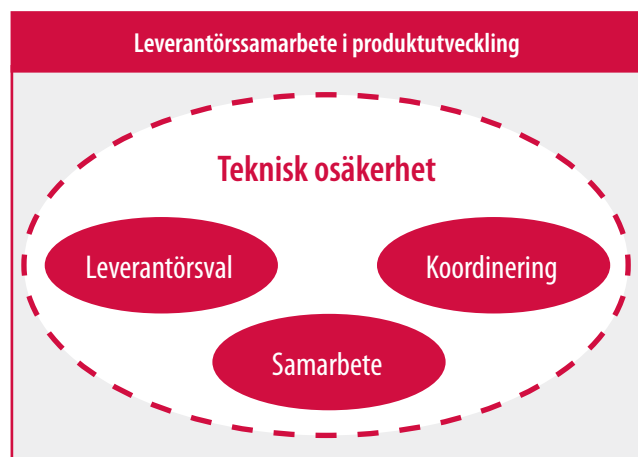 Leverantörssamarbete i produktutveckling
Teknisk osäkerhet
Leverantörsval
Koordinering
Samarbete